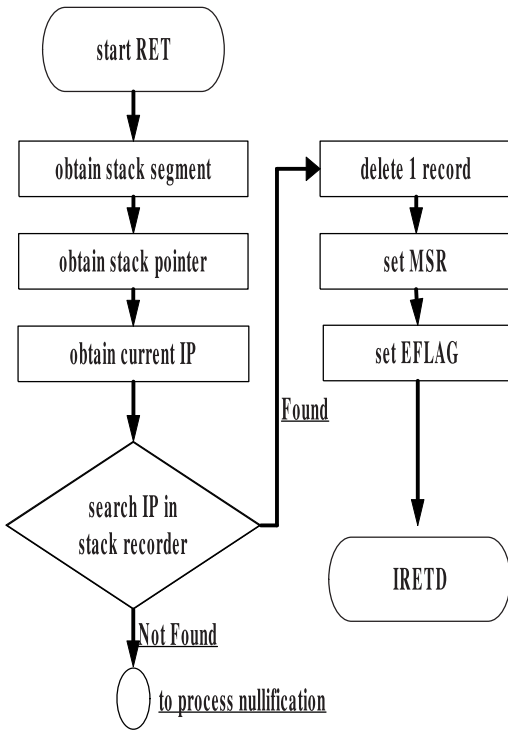 start RET
obtain stack segment
obtain stack pointer
obtain current IP
search IP in
stack recorder
Not Found
to process nullification
Found
delete 1 record
set MSR
set EFLAG
IRETD